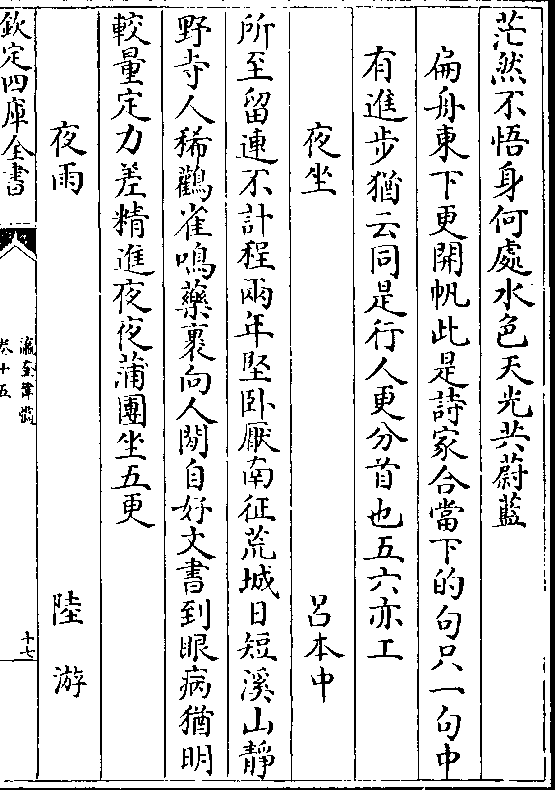 茫然不悟身何處水色天光共蔚藍
扁舟東下更開帆此是詩家合當下的句只一句中
有進步猶云同是行人更分首也五六亦工
夜坐 呂本中
所至留連不計程兩年堅卧厭南征荒城日短溪山靜
野寺人稀鸛雀鳴藥裹向人閒自好文書到眼病猶明
較量定力差精進夜夜蒲團坐五更
夜雨 陸游
欽定四庫全書
瀛奎律髓
卷十五
十七